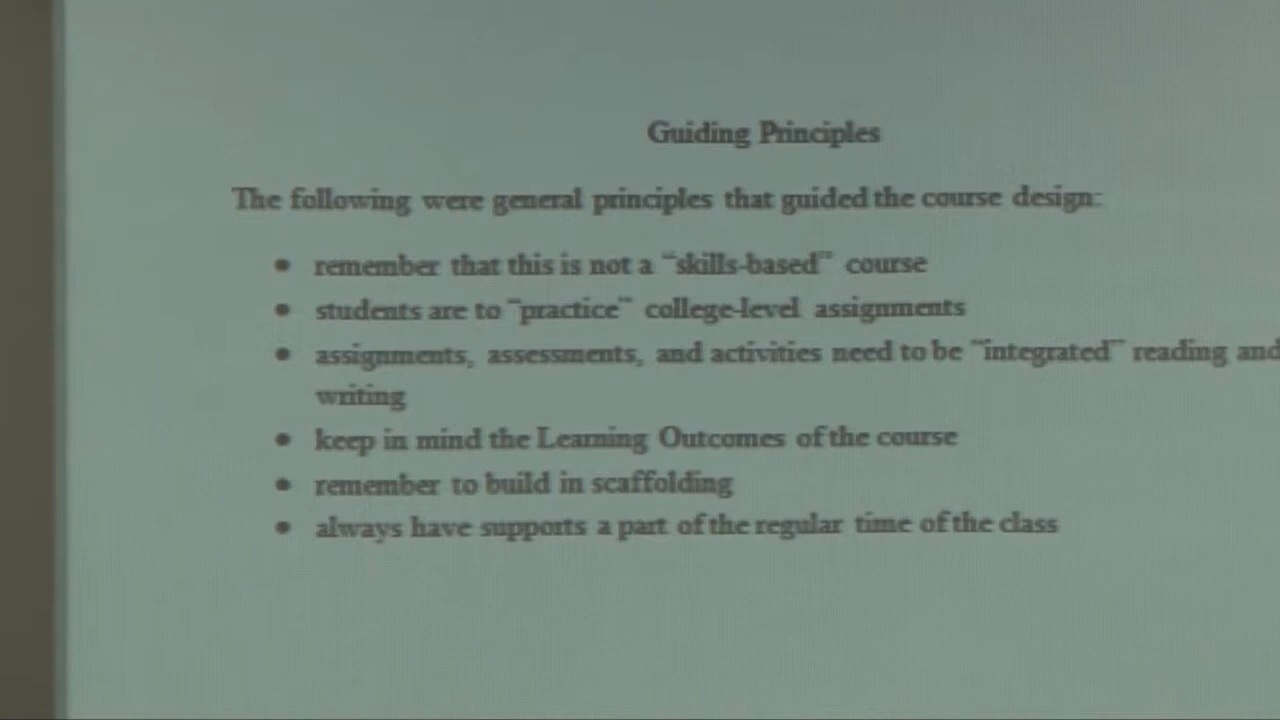 Guiding Principles
The following were general principles that guided the course design:
• remember that this is not a "skills-based" course
• students are to "practice" college-level assignments
• assignments, assessments, and activities need to be "integrated" reading and
writing
• keep in mind the Learning Outcomes of the course
• remember to build in scaffolding
• always have supports a part of the regular time of the class